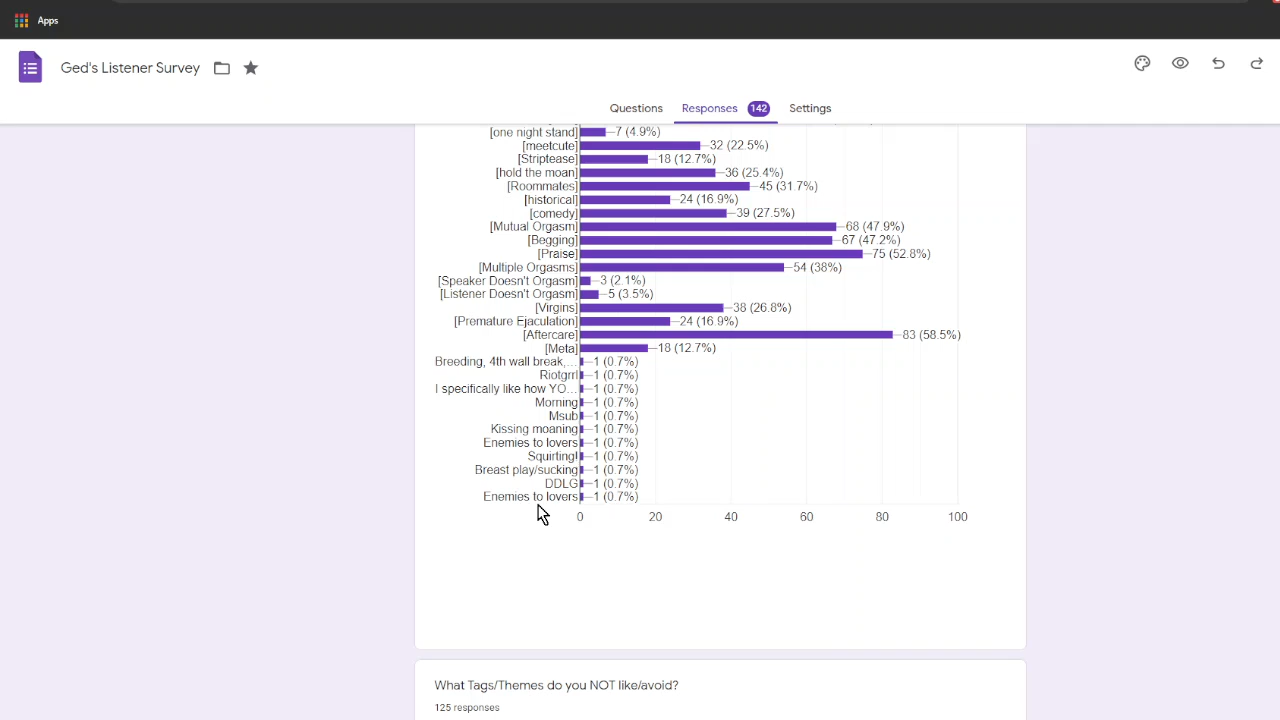 Apps
Ged's Listener Survey
Questions Responses 142 Settings
[one night stand] 7 (4.9%)
[meetcute] 32 (22.5%)
[Striptease] 18 (12.7%)
[hold the moan] 36 (25.4%)
[Roommates] 45 (31.7%)
[historical] 24 (16.9%)
[comedy] 39 (27.5%)
[Mutual Orgasm] 68 (47.9%)
[Begging] 67 (47.2%)
[Praise] 75 (52.8%)
[Multiple Orgasms] 54 (38%)
[Speaker Doesn't Orgasm] 3 (2.1%)
[Listener Doesn't Orgasm] 5 (3.5%)
[Virgins] 38 (26.8%)
[Premature Ejaculation] 24 (16.9%)
[Aftercare] 83 (58.5%)
[Meta] 18 (12.7%)
Breeding, 4th wall break,... 1 (0.7%)
Riotgrrl 1 (0.7%)
I specifically like how YO... 1 (0.7%)
Morning 1 (0.7%)
Msub 1 (0.7%)
Kissing moaning 1 (0.7%)
Enemies to lovers 1 (0.7%)
Squirting! 1 (0.7%)
Breast play/sucking 1 (0.7%)
DDLG 1 (0.7%)
Enemies to lovers 1 (0.7%)
0 20 40 60 80 100
What Tags/Themes do you NOT like/avoid?
125 responses